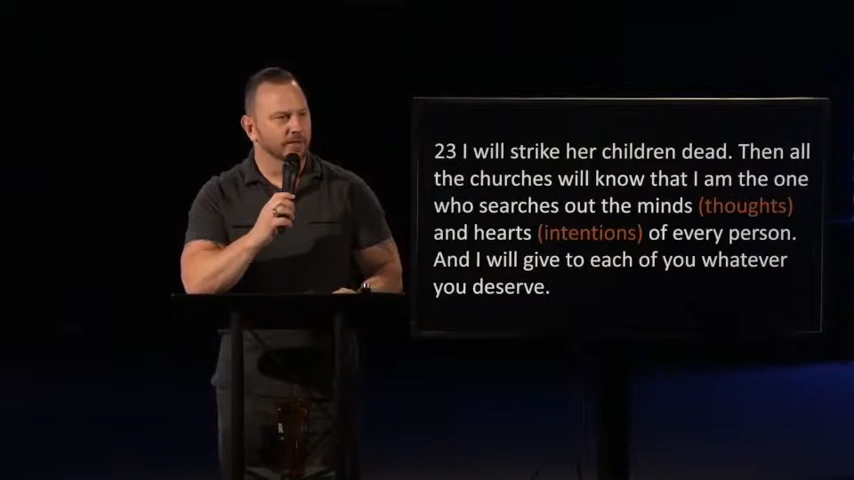 23 I will strike her children dead. Then all
the churches will know that I am the one
who searches out the minds (thoughts)
and hearts (intentions) of every person.
And I will give to each of you whatever
you deserve.